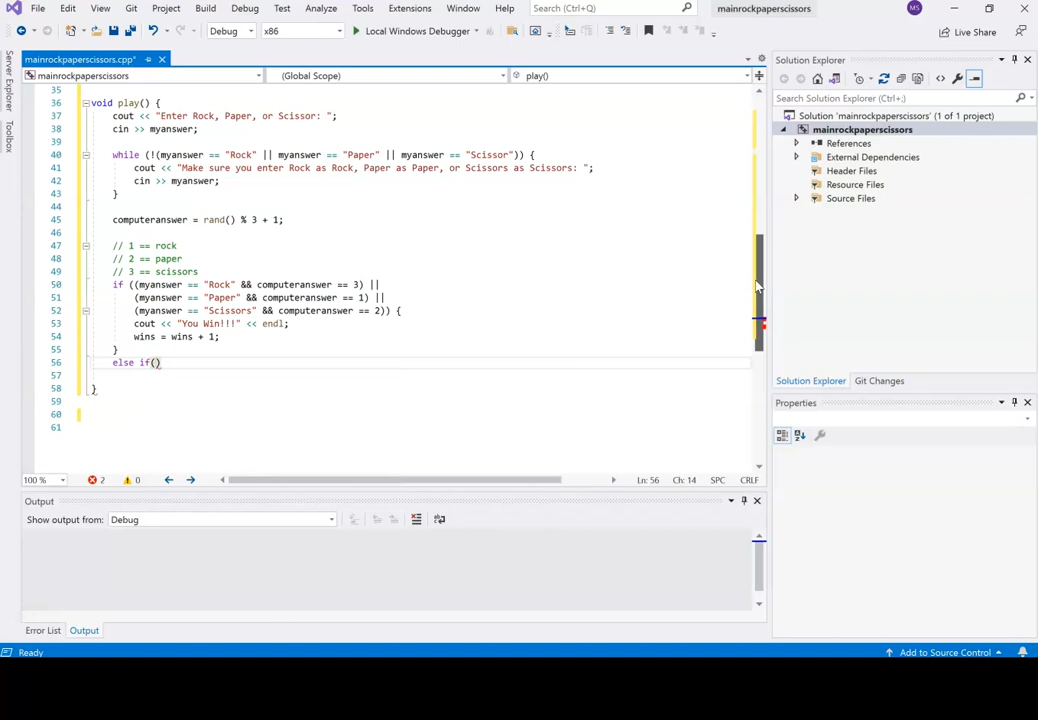 File Edit View Git Project Build Debug Test Analyze Tools Extensions Window Help Search (Ctrl+Q) mainrockpaperscissors MS
Debug x86 Local Windows Debugger Live Share
Server Explorer
Toolbox
mainrockpaperscissors.cpp*
mainrockpaperscissors (Global Scope) play()
35
36 void play() {
37 cout << "Enter Rock, Paper, or Scissor: ";
38 cin >> myanswer;
39
40 while (!(myanswer == "Rock" || myanswer == "Paper" || myanswer == "Scissor")) {
41 cout << "Make sure you enter Rock as Rock, Paper as Paper, or Scissors as Scissors: ";
42 cin >> myanswer;
43 }
44
45 computeranswer = rand() % 3 + 1;
46
47 // 1 == rock
48 // 2 == paper
49 // 3 == scissors
50 if ((myanswer == "Rock" && computeranswer == 3) ||
51 (myanswer == "Paper" && computeranswer == 1) ||
52 (myanswer == "Scissors" && computeranswer == 2)) {
53 cout << "You Win!!!" << endl;
54 wins = wins + 1;
55 }
56 else if()
57
58 }
59
60
61
100 % 2 0 Ln: 56 Ch: 14 SPC CRLF
Output
Show output from: Debug
Error List Output
Solution Explorer
Search Solution Explorer (Ctrl+;)
Solution 'mainrockpaperscissors' (1 of 1 project)
mainrockpaperscissors
References
External Dependencies
Header Files
Resource Files
Source Files
Solution Explorer Git Changes
Properties
Ready Add to Source Control